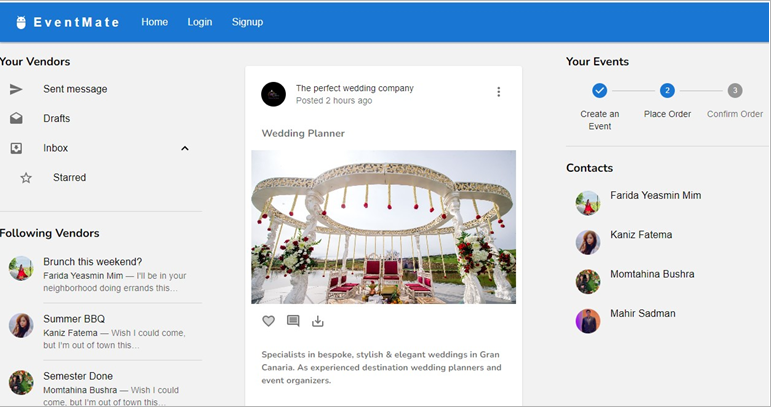 EventMate
Home
Login
Signup
Your Vendors
Sent message
Drafts
Inbox
Starred
Following Vendors
Brunch this weekend?
Farida Yeasmin Mim — I'll be in your
neighborhood doing errands this…
Summer BBQ
Kaniz Fatema — Wish I could come,
but I'm out of town this…
Semester Done
Momtahina Bushra — Wish I could
come, but I'm out of town this…
The perfect wedding company
Posted 2 hours ago
Wedding Planner
Specialists in bespoke, stylish & elegant weddings in Gran
Canaria. As experienced destination wedding planners and
event organizers.
Your Events
2
3
Create an
Event
Place Order
Confirm Order
Contacts
Farida Yeasmin Mim
Kaniz Fatema
Momtahina Bushra
Mahir Sadman